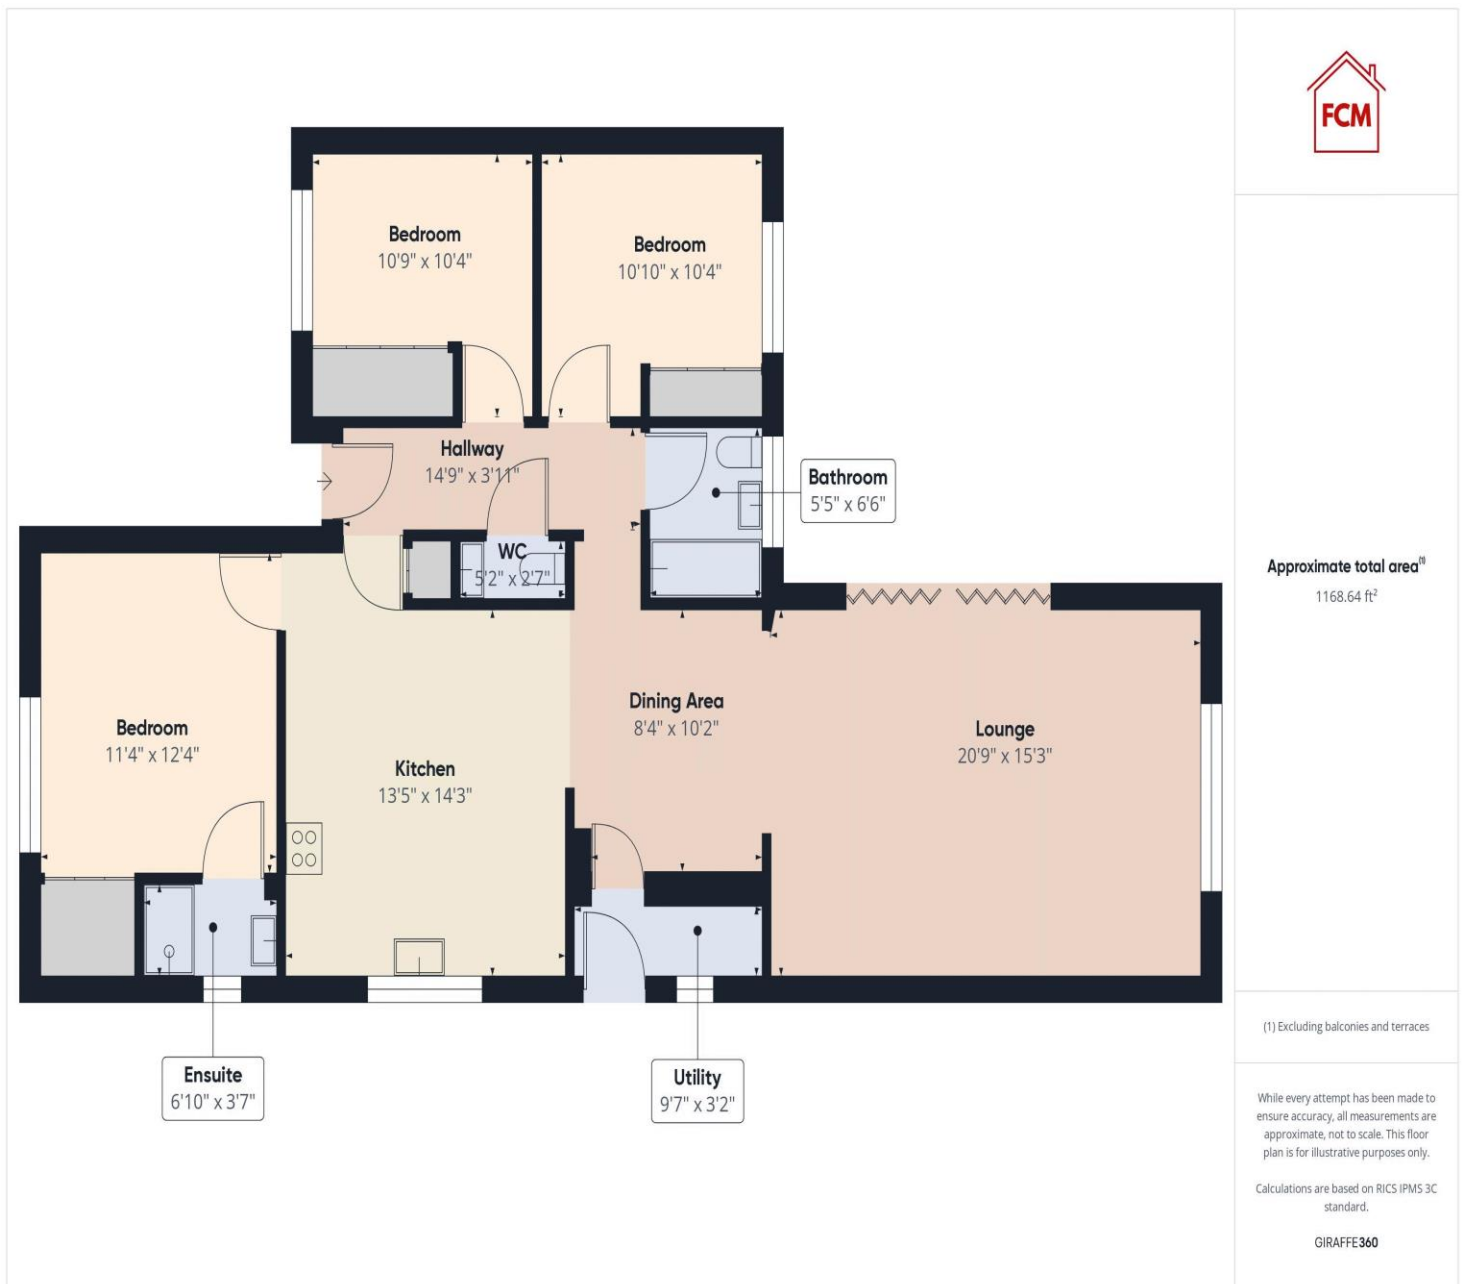 FCM
Bedroom
10'9" x 10'4"
Bedroom
10'10" x 10'4"
Hallway
14'9" x 3'11"
Bathroom
5'5" x 6'6"
WC
5'2" x 2'7"
Bedroom
11'4" x 12'4"
Kitchen
13'5" x 14'3"
Dining Area
8'4" x 10'2"
Lounge
20'9" x 15'3"
Ensuite
6'10" x 3'7"
Utility
9'7" x 3'2"
Approximate total area(1)
1168.64 ft²
(1) Excluding balconies and terraces
While every attempt has been made to
ensure accuracy, all measurements are
approximate, not to scale. This floor
plan is for illustrative purposes only.
Calculations are based on RICS IPMS 3C
standard.
GIRAFFE360